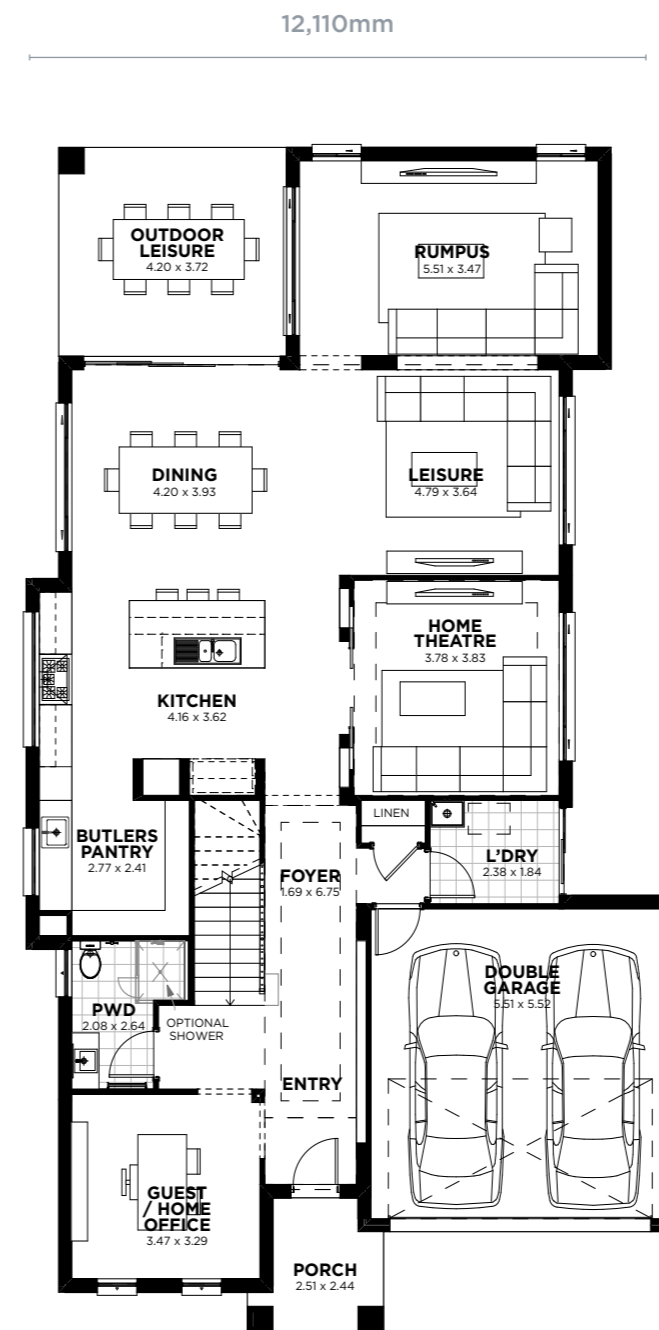 12,110mm
OUTDOOR
LEISURE
4.20 x 3.72
RUMPUS
5.51 x 3.47
DINING
4.20 x 3.93
LEISURE
4.79 x 3.64
HOME
THEATRE
3.78 x 3.83
KITCHEN
4.16 x 3.62
LINEN
BUTLERS
PANTRY
2.77 x 2.41
FOYER
1.69 x 6.75
L'DRY
2.38 x 1.84
DOUBLE
GARAGE
5.51 x 5.52
PWD
2.08 x 2.64
OPTIONAL
SHOWER
ENTRY
GUEST
/ HOME
OFFICE
3.47 x 3.29
PORCH
2.51 x 2.44